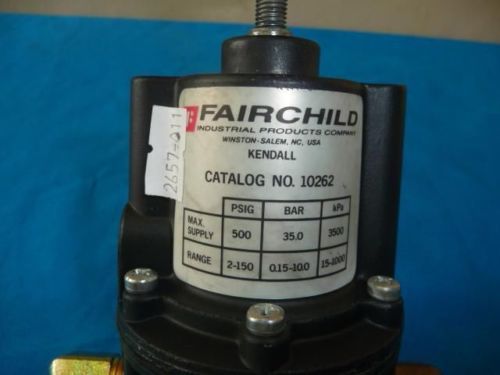 FAIRCHILD
INDUSTRIAL PRODUCTS COMPANY
WINSTON-SALEM, NC, USA
KENDALL
CATALOG NO. 10262
PSIG BAR kPa
MAX. SUPPLY 500 35.0 3500
RANGE 2-150 0.15-10.0 15-1000
2657-011